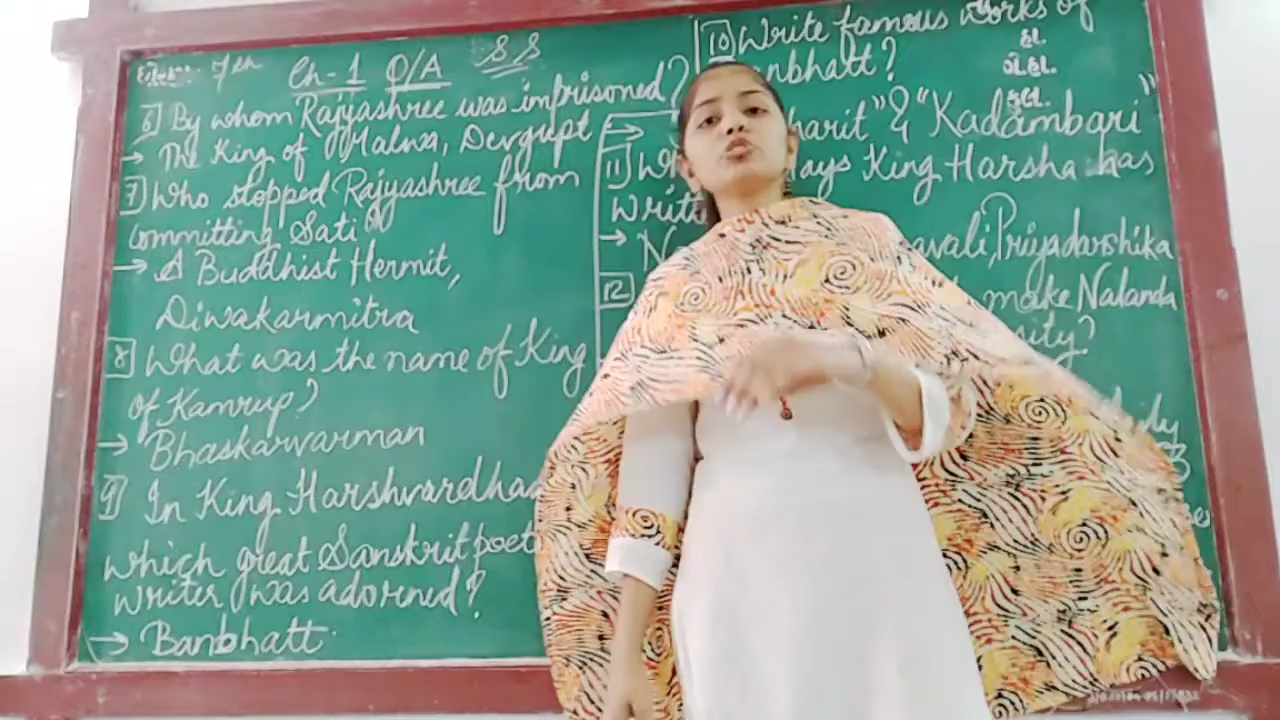 7th Ch-1 Q/A S S
6] By whom Rajyashree was imprisoned?
→ The King of Malwa, Devgupt
7] Who stopped Rajyashree from
Committing Sati?
→ A Buddhist Hermit,
Diwakarmitra
8] What was the name of King
of Kamrup?
→ Bhaskarvarman
9] In King Harshvardhan
which great Sanskrit poet
writer was adorned?
→ Banbhatt
10] Write famous works of
banbhatt?
→ harit" & "Kadambari"
11] ays King Harsha has
write
→ avali, Priyadarshika
12] make Nalanda
sity?